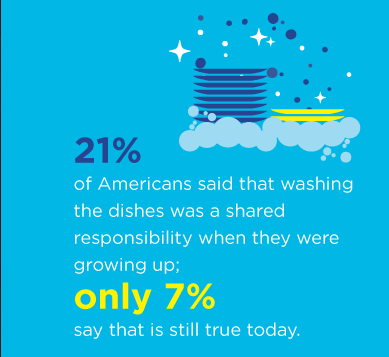 21%
of Americans said that washing
the dishes was a shared
responsibility when they were
growing up;
only 7%
say that is still true today.